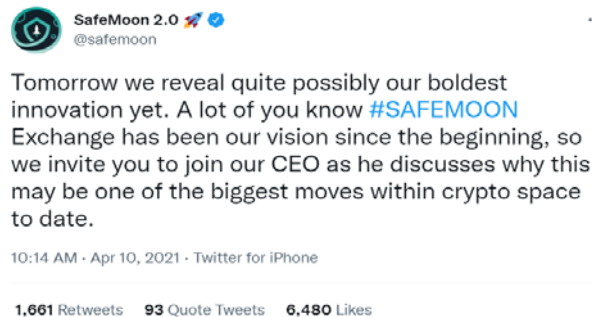 SafeMoon 2.0 🚀
@safemoon
Tomorrow we reveal quite possibly our boldest
innovation yet. A lot of you know #SAFEMOON
Exchange has been our vision since the beginning, so
we invite you to join our CEO as he discusses why this
may be one of the biggest moves within crypto space
to date.
10:14 AM · Apr 10, 2021 · Twitter for iPhone
1,661 Retweets 93 Quote Tweets 6,480 Likes